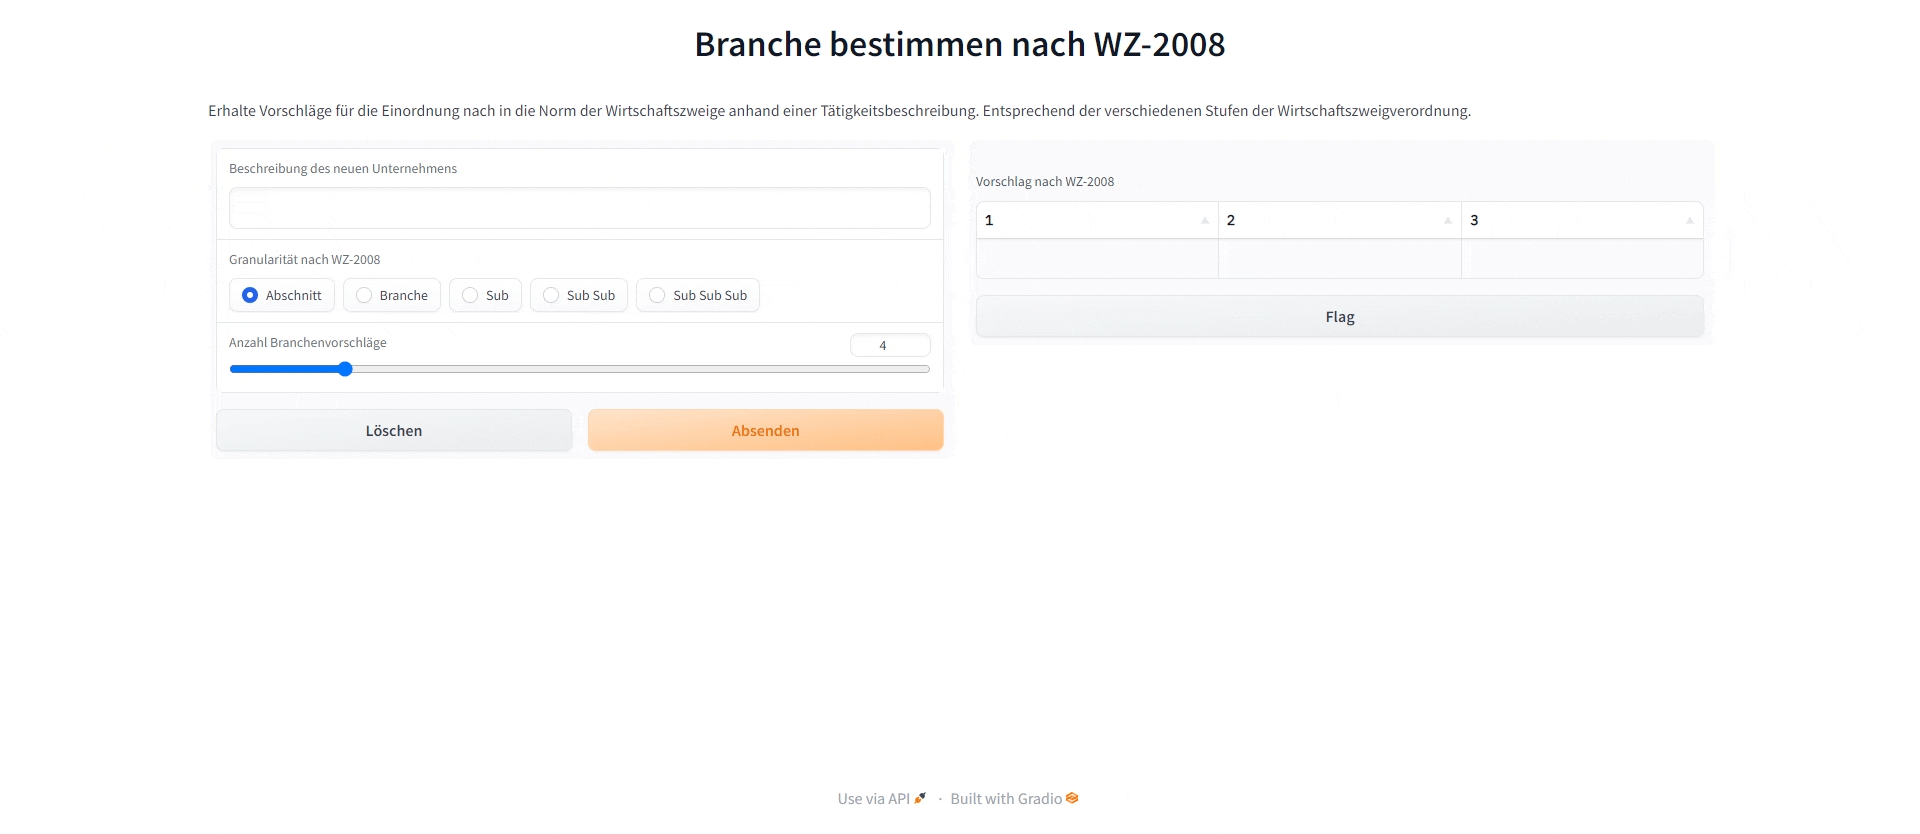 Branche bestimmen nach WZ-2008
Erhalte Vorschläge für die Einordnung nach in die Norm der Wirtschaftszweige anhand einer Tätigkeitsbeschreibung. Entsprechend der verschiedenen Stufen der Wirtschaftszweigverordnung.
Beschreibung des neuen Unternehmens
Granularität nach WZ-2008
Abschnitt Branche Sub Sub Sub Sub Sub Sub
Anzahl Branchenvorschläge 4
Löschen Absenden
Vorschlag nach WZ-2008
1 2 3
Flag
Use via API · Built with Gradio